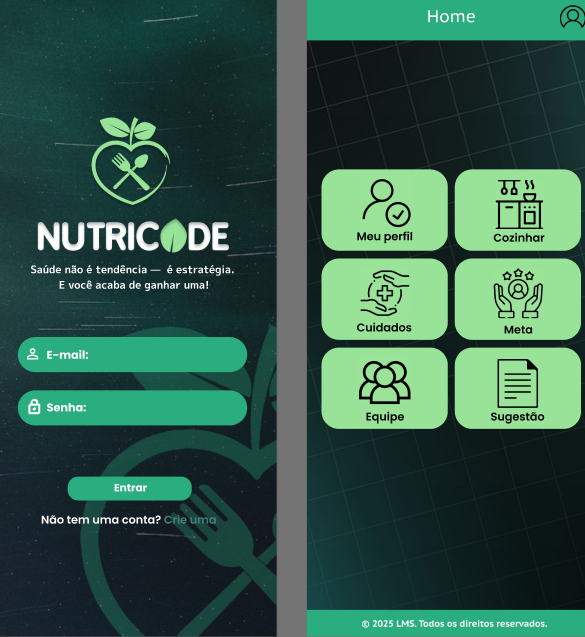 NUTRICODE
Saúde não é tendência — é estratégia.
E você acaba de ganhar uma!
E-mail:
Senha:
Entrar
Não tem uma conta? Crie uma
Home
Meu perfil
Cozinhar
Cuidados
Meta
Equipe
Sugestão
© 2025 LMS. Todos os direitos reservados.